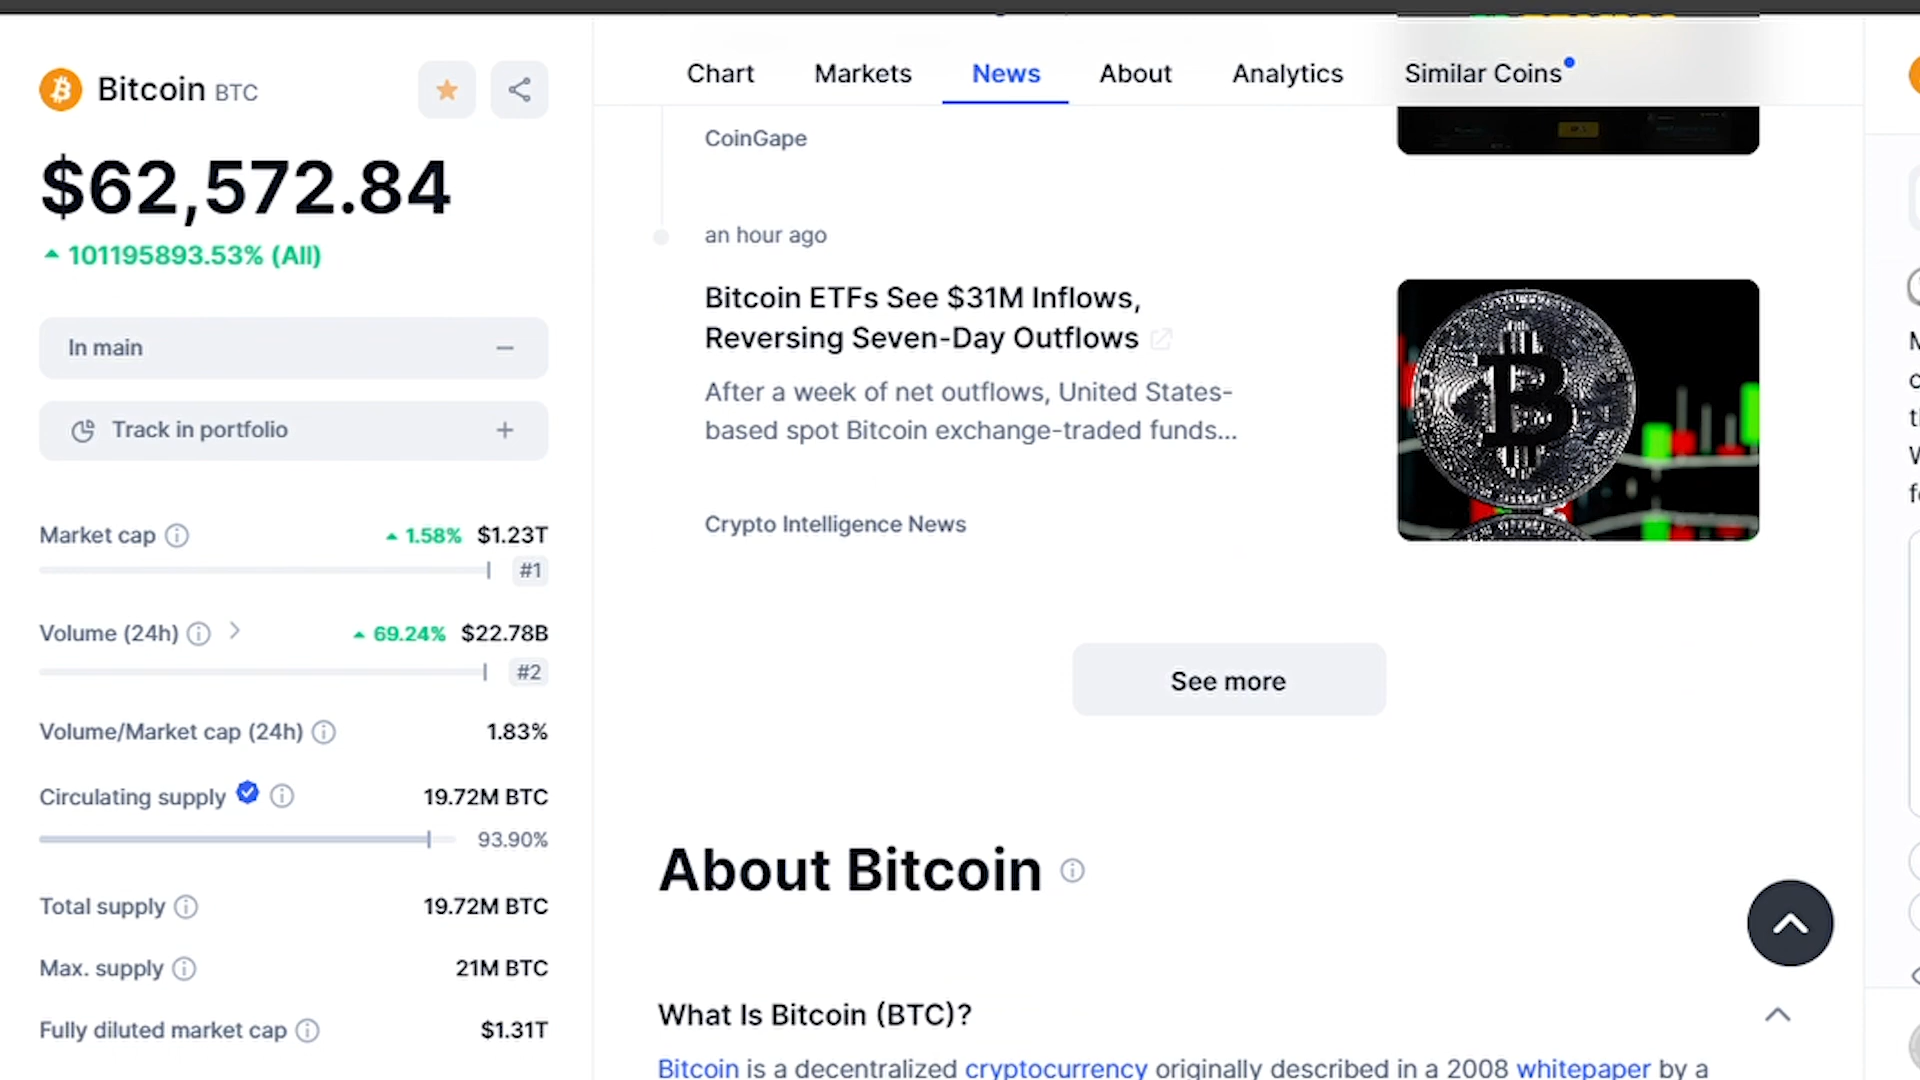 Bitcoin BTC
$62,572.84
101195893.53% (All)
In main
Track in portfolio
Market cap 1.58% $1.23T
#1
Volume (24h) 69.24% $22.78B
#2
Volume/Market cap (24h) 1.83%
Circulating supply 19.72M BTC
93.90%
Total supply 19.72M BTC
Max. supply 21M BTC
Fully diluted market cap $1.31T
Chart Markets News About Analytics Similar Coins
CoinGape
an hour ago
Bitcoin ETFs See $31M Inflows,
Reversing Seven-Day Outflows
After a week of net outflows, United States-
based spot Bitcoin exchange-traded funds...
Crypto Intelligence News
See more
About Bitcoin
What Is Bitcoin (BTC)?
Bitcoin is a decentralized cryptocurrency originally described in a 2008 whitepaper by a